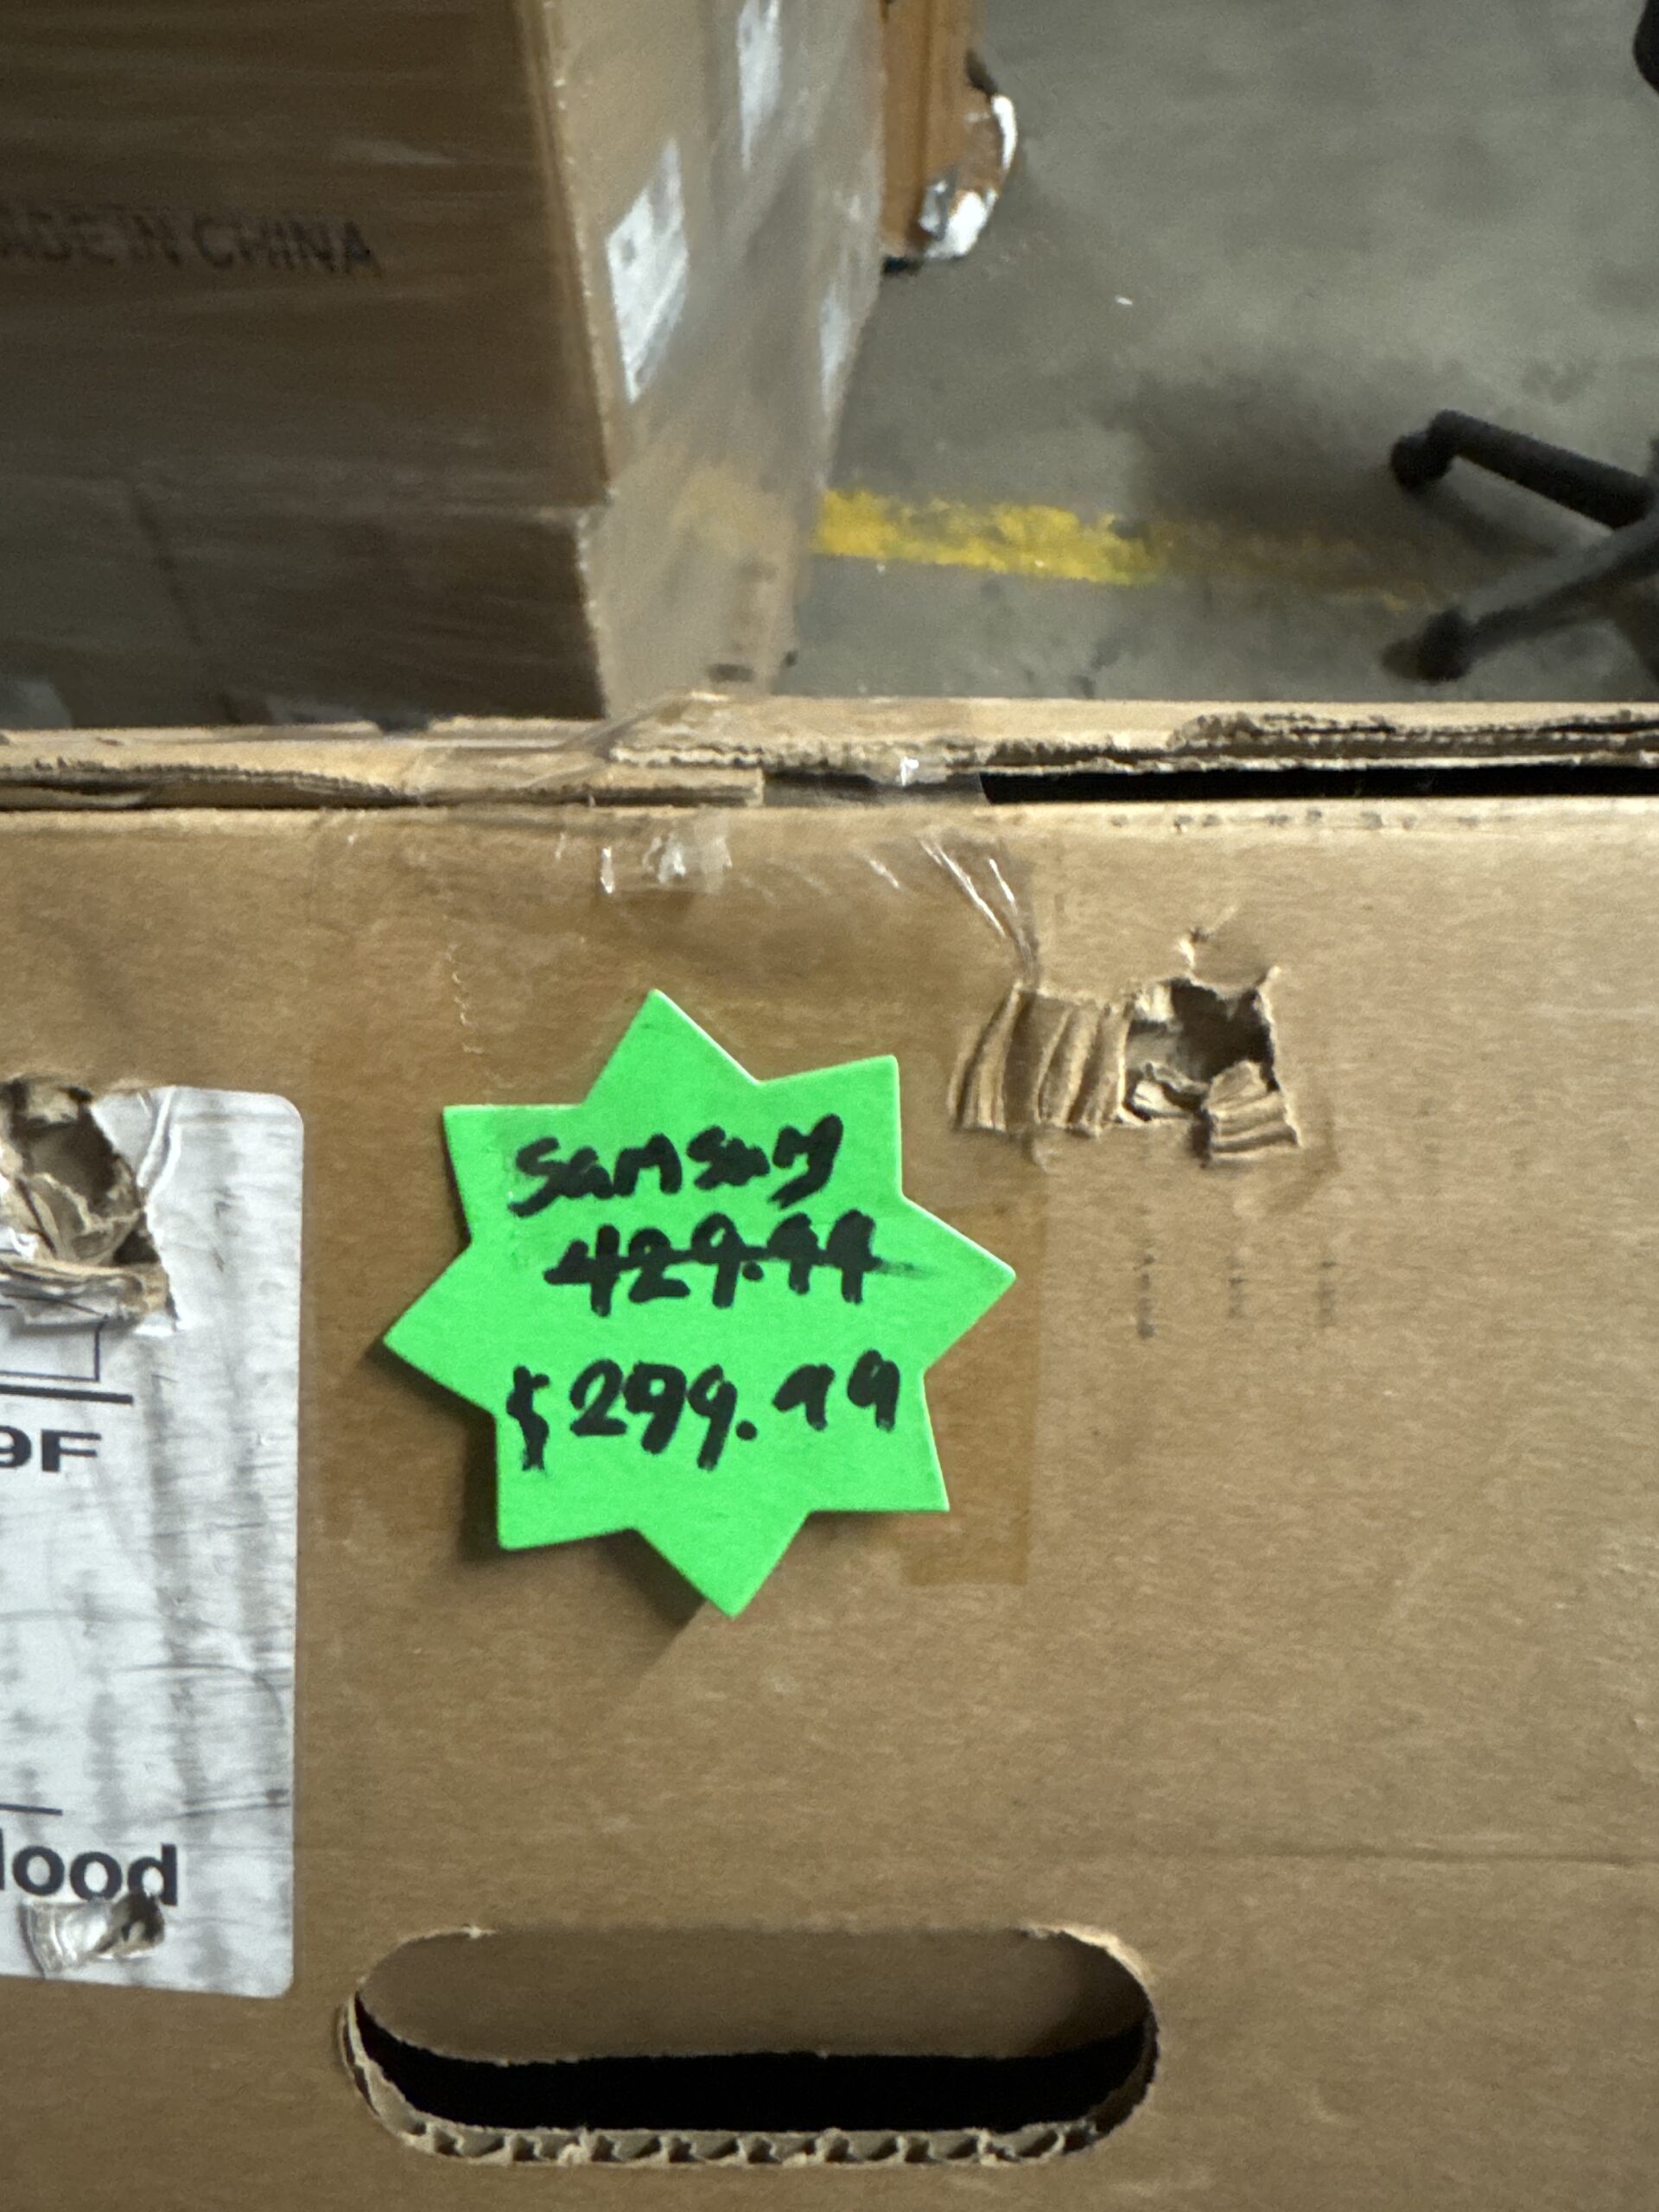 MADE IN CHINA
Samsung
429.99
$299.99
9F
Hood